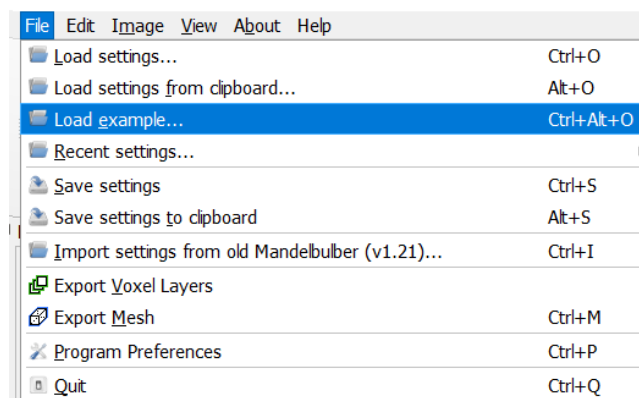 File Edit Image View About Help
Load settings... Ctrl+O
Load settings from clipboard... Alt+O
Load example... Ctrl+Alt+O
Recent settings...
Save settings Ctrl+S
Save settings to clipboard Alt+S
Import settings from old Mandelbulber (v1.21)... Ctrl+I
Export Voxel Layers
Export Mesh Ctrl+M
Program Preferences Ctrl+P
Quit Ctrl+Q